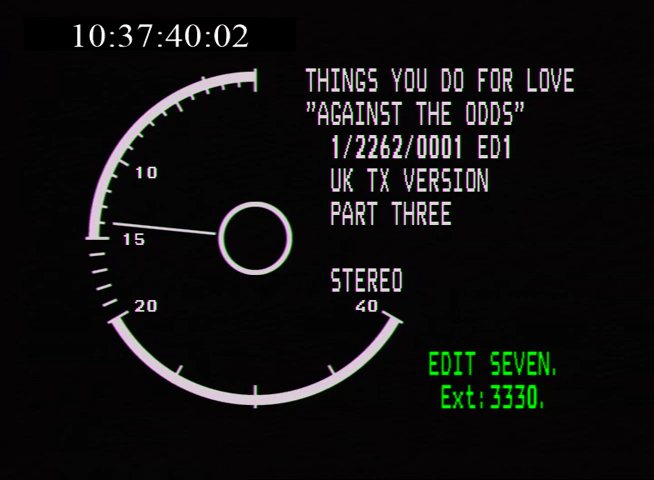 10:37:40:02
THINGS YOU DO FOR LOVE
"AGAINST THE ODDS"
1/2262/0001 ED1
UK TX VERSION
PART THREE
10
15
STEREO
20
40
EDIT SEVEN.
Ext:3330.